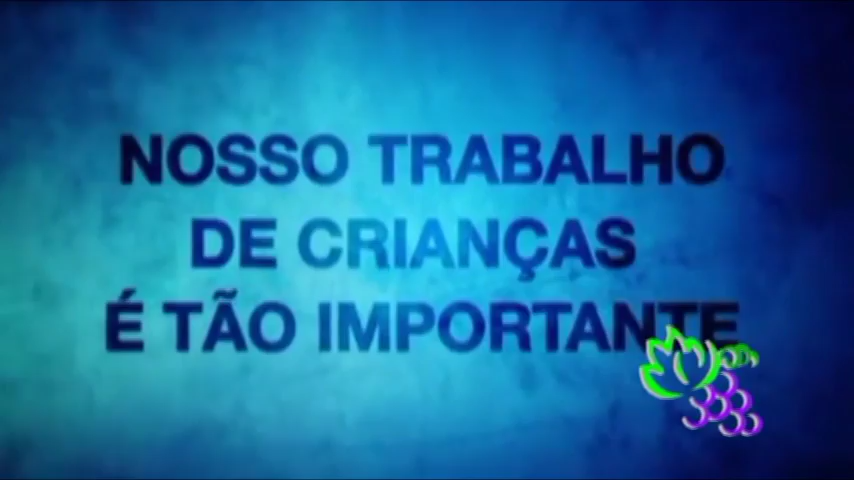 NOSSO TRABALHO
DE CRIANÇAS
É TÃO IMPORTANTE